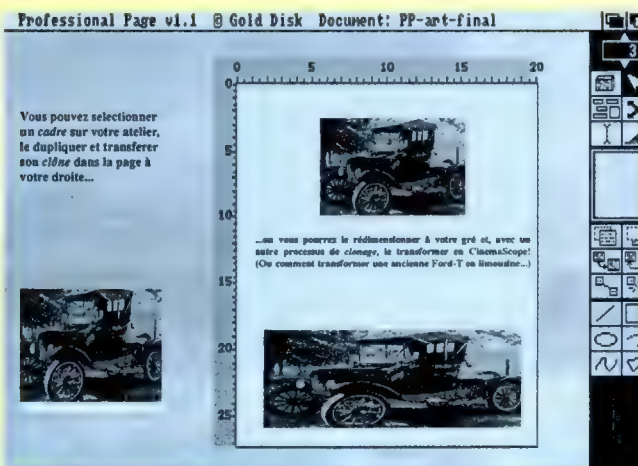 Professional Page v1.1 © Gold Disk Document: PP-art-final
3
0 5 10 15 20
0
5
10
15
20
25
Vous pouvez selectionner
un cadre sur votre atelier,
le dupliquer et transferer
son clône dans la page à
votre droite...
...ou vous pourrez le rédimensionner à votre gré et, avec un
autre processus de clonage, le transformer en CinemaScope!
(Ou comment transformer une ancienne Ford-T en limousine...)